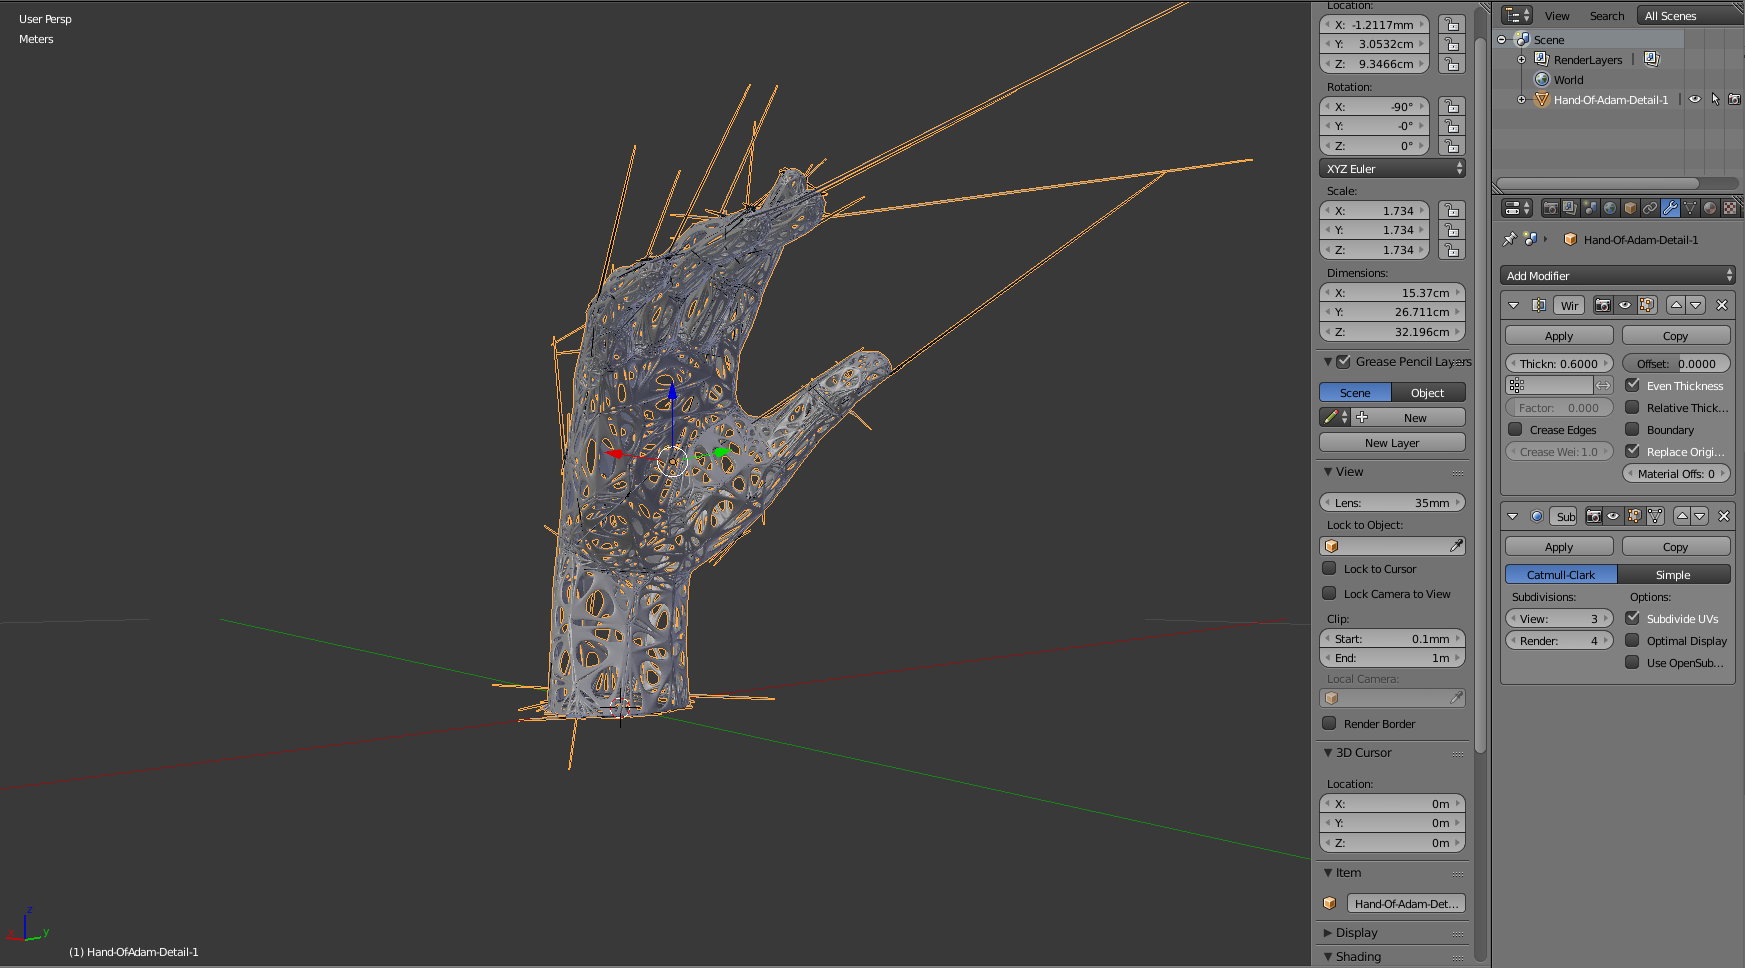 User Persp
Meters
(1) Hand-Of-Adam-Detail-1
z
y
Location:
X: -1.2117mm
Y: 3.0532cm
Z: 9.3466cm
Rotation:
X: -90°
Y: -0°
Z: 0°
XYZ Euler
Scale:
X: 1.734
Y: 1.734
Z: 1.734
Dimensions:
X: 15.37cm
Y: 26.711cm
Z: 32.196cm
Grease Pencil Layers
Scene Object
New
New Layer
View
Lens: 35mm
Lock to Object:
Lock to Cursor
Lock Camera to View
Clip:
Start: 0.1mm
End: 1m
Local Camera:
Render Border
3D Cursor
Location:
X: 0m
Y: 0m
Z: 0m
Item
Hand-Of-Adam-Det...
Display
Shading
View Search All Scenes
Scene
RenderLayers
World
Hand-Of-Adam-Detail-1
Hand-Of-Adam-Detail-1
Add Modifier
Wir
Apply Copy
Thickn: 0.6000 Offset: 0.0000
Even Thickness
Factor: 0.000 Relative Thick...
Crease Edges Boundary
Crease Wei: 1.0 Replace Origi...
Material Offs: 0
Sub
Apply Copy
Catmull-Clark Simple
Subdivisions: Options:
View: 3 Subdivide UVs
Render: 4 Optimal Display
Use OpenSub...